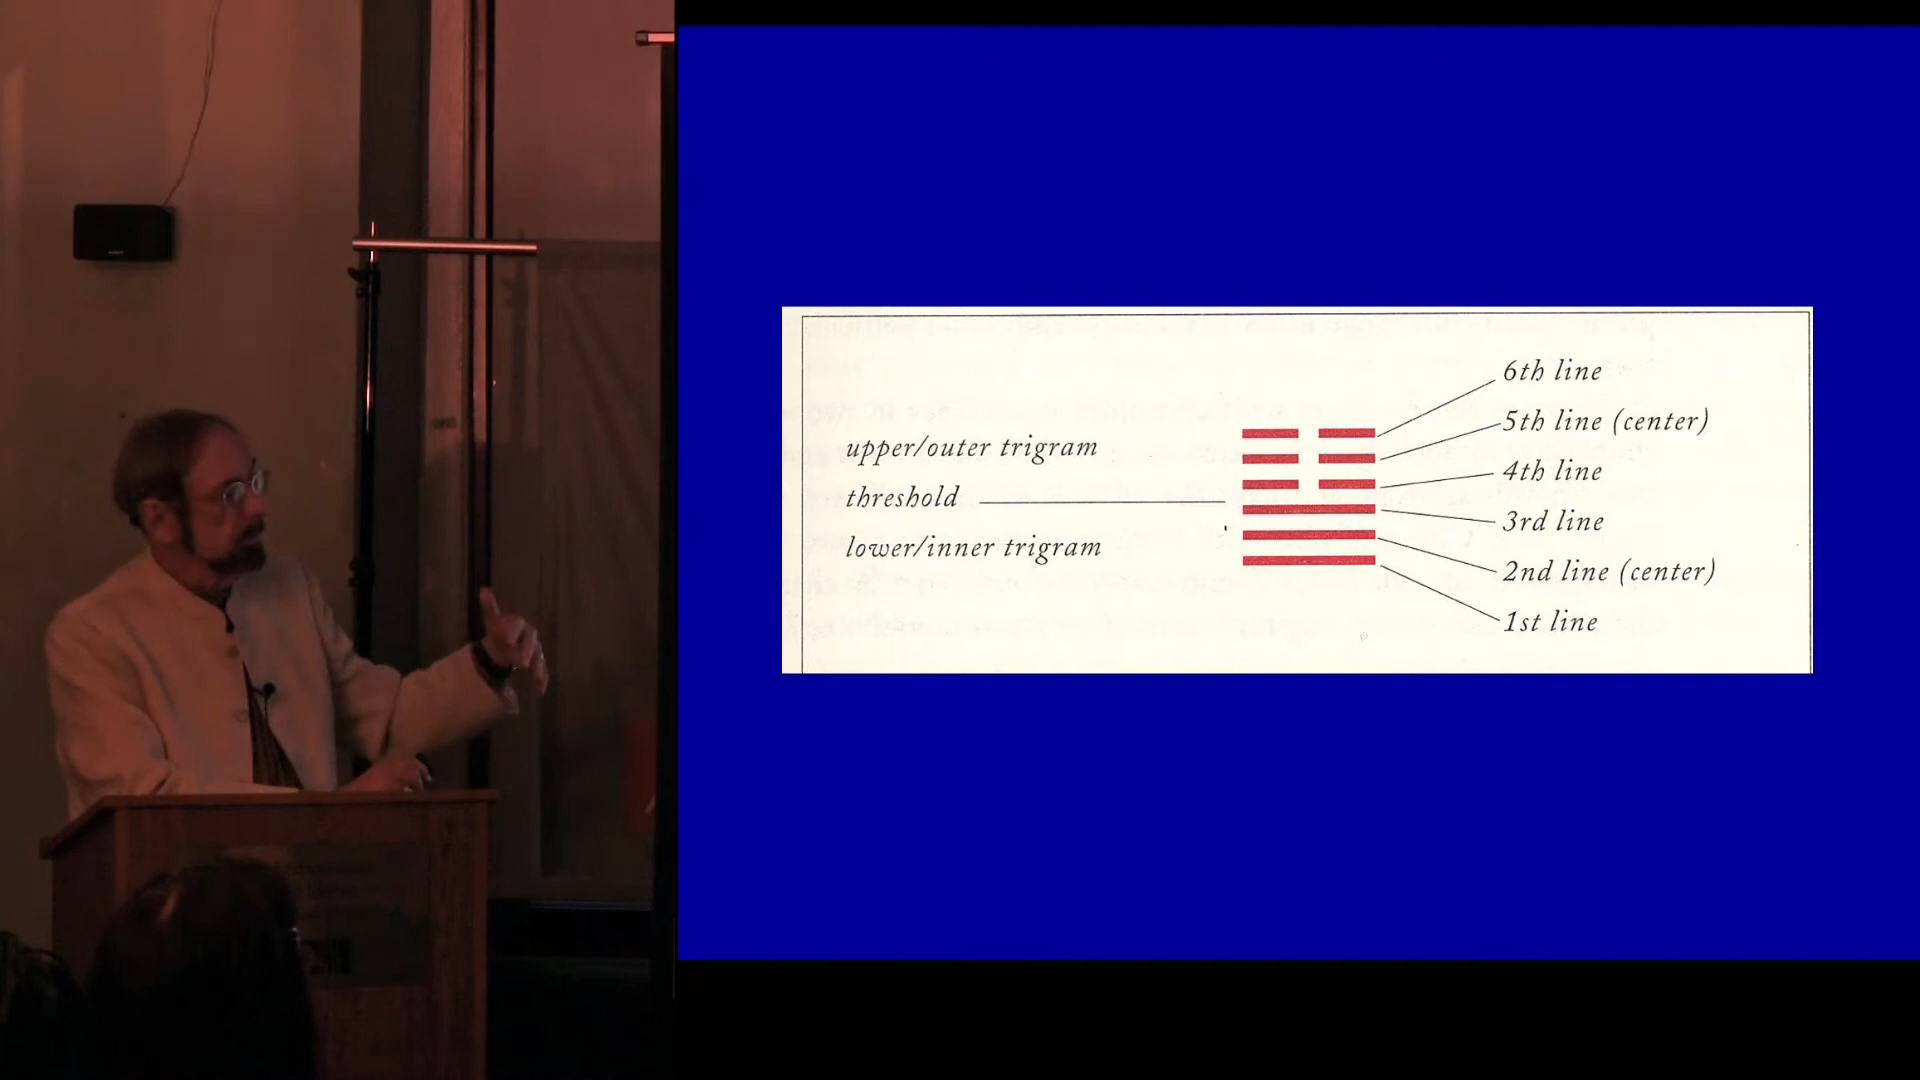 upper/outer trigram
threshold
lower/inner trigram
6th line
5th line (center)
4th line
3rd line
2nd line (center)
1st line